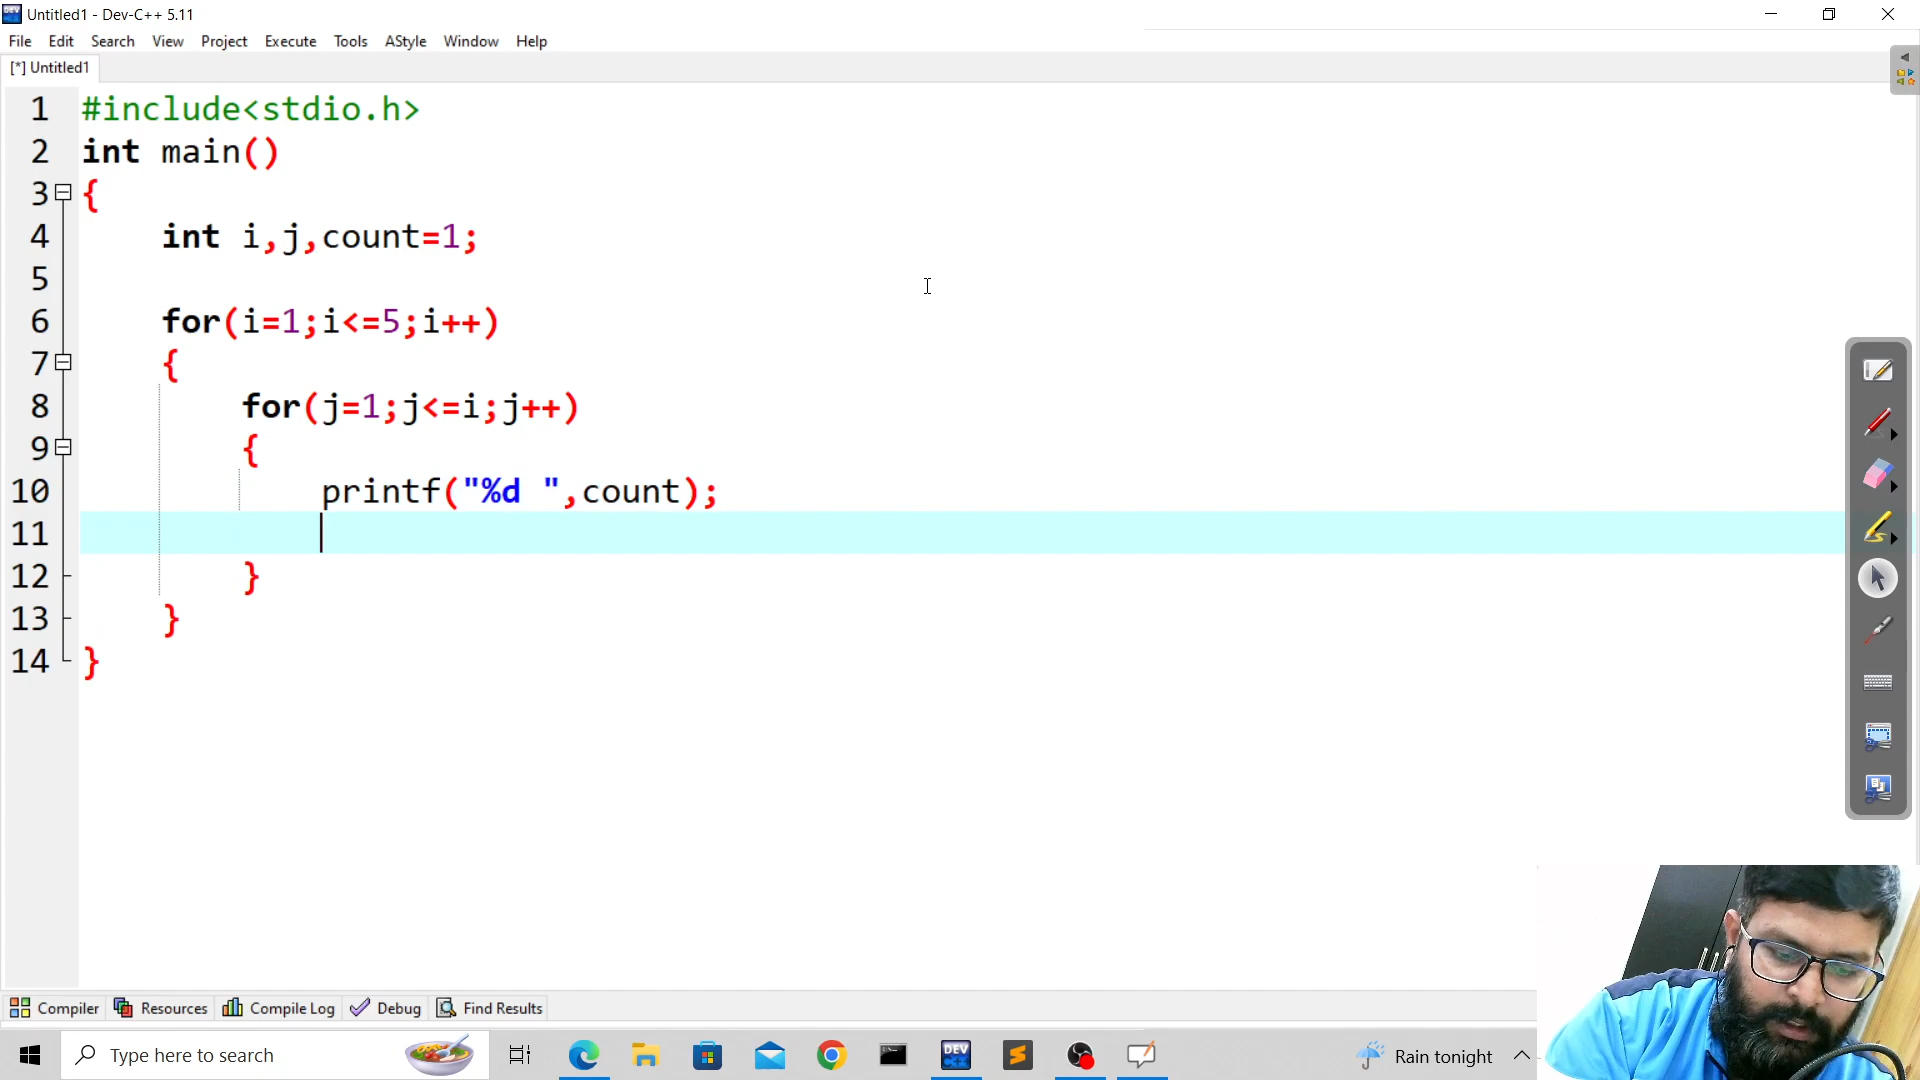 Untitled1 - Dev-C++ 5.11
File Edit Search View Project Execute Tools AStyle Window Help
[*] Untitled1
1 #include<stdio.h>
2 int main()
3 {
4 int i,j,count=1;
5
6 for(i=1;i<=5;i++)
7 {
8 for(j=1;j<=i;j++)
9 {
10 printf("%d ",count);
11
12 }
13 }
14 }
Compiler Resources Compile Log Debug Find Results
Type here to search DEV C++ Rain tonight